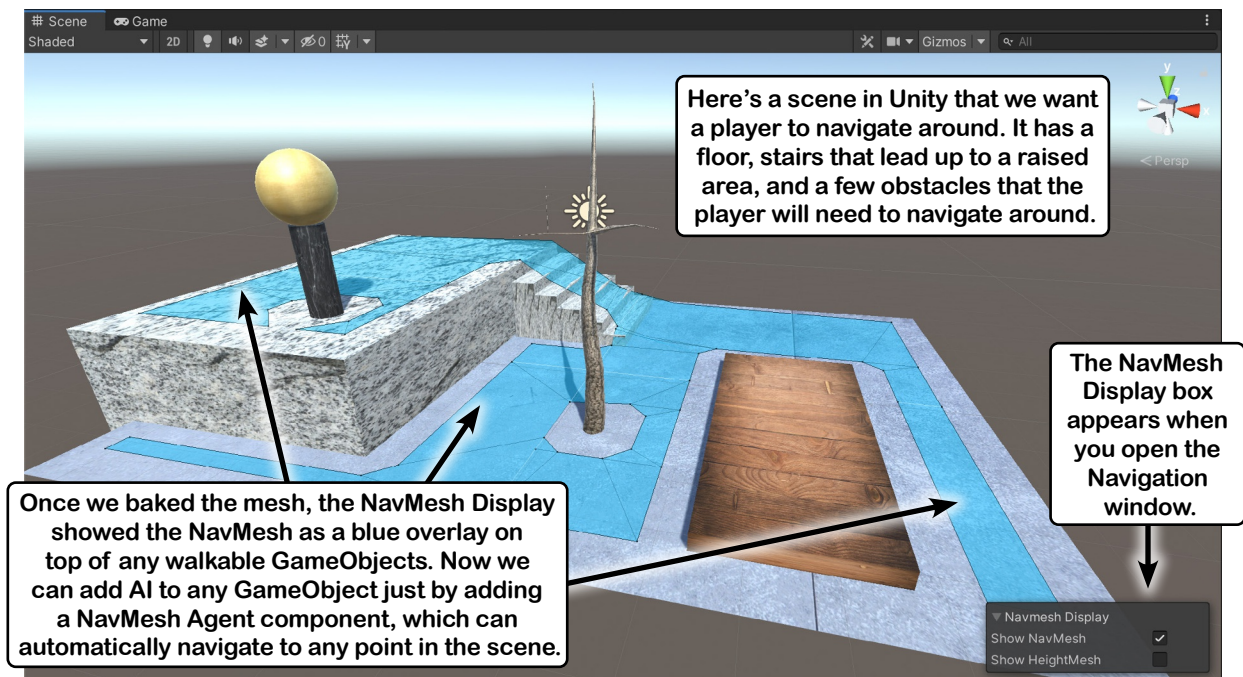 # Scene
Game
Shaded
2D
0
Gizmos
All
Here's a scene in Unity that we want
a player to navigate around. It has a
floor, stairs that lead up to a raised
area, and a few obstacles that the
player will need to navigate around.
y
z
x
< Persp
The NavMesh
Display box
appears when
you open the
Navigation
window.
Once we baked the mesh, the NavMesh Display
showed the NavMesh as a blue overlay on
top of any walkable GameObjects. Now we
can add AI to any GameObject just by adding
a NavMesh Agent component, which can
automatically navigate to any point in the scene.
Navmesh Display
Show NavMesh
Show HeightMesh